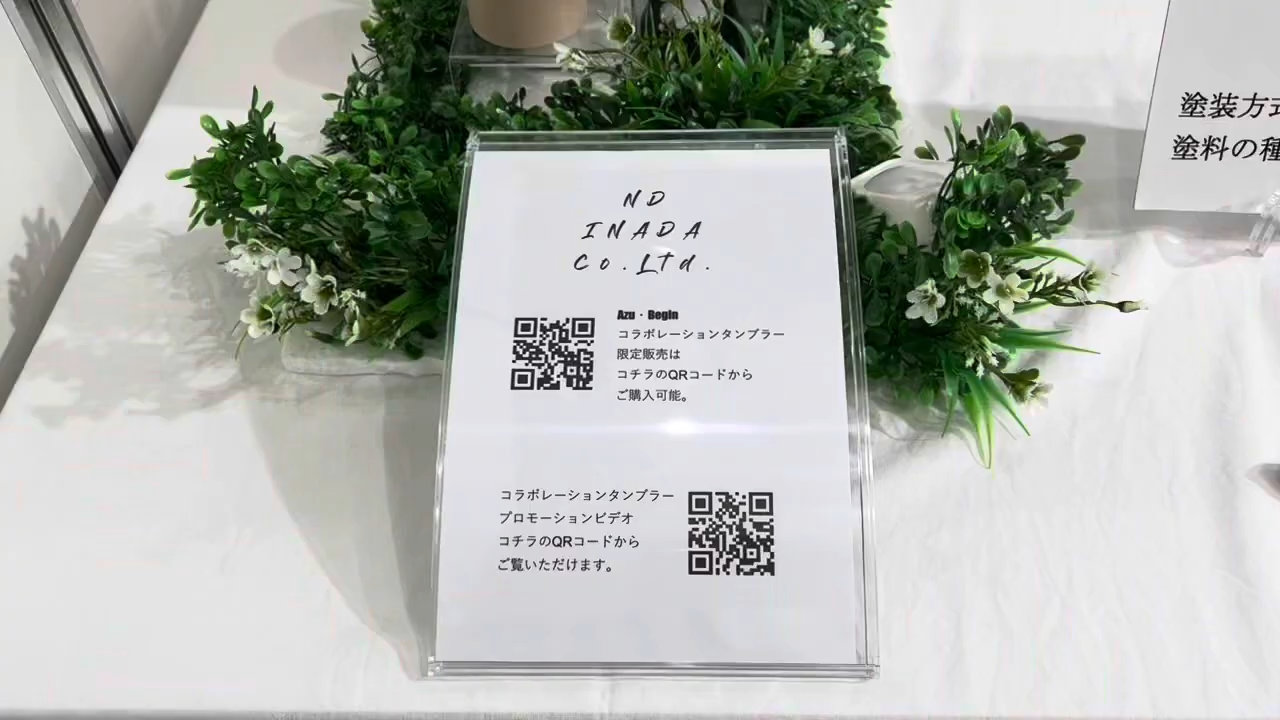 ND
INADA
Co.Ltd.
Azu・Begin
コラボレーションタンブラー
限定販売は
コチラのQRコードから
ご購入可能。
コラボレーションタンブラー
プロモーションビデオ
コチラのQRコードから
ご覧いただけます。
塗装方式
塗料の種